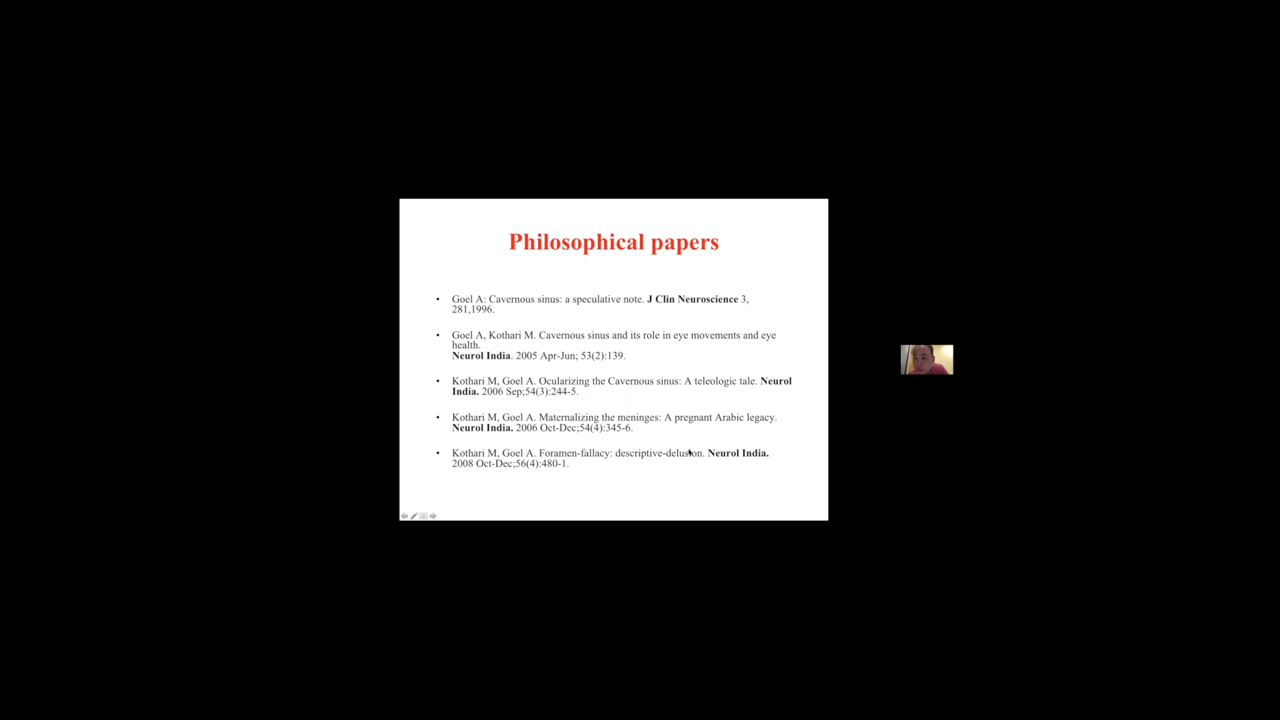 Philosophical papers
• Goel A: Cavernous sinus: a speculative note. J Clin Neuroscience 3,
281,1996.
• Goel A, Kothari M. Cavernous sinus and its role in eye movements and eye
health.
Neurol India. 2005 Apr-Jun; 53(2):139.
• Kothari M, Goel A. Ocularizing the Cavernous sinus: A teleologic tale. Neurol
India. 2006 Sep;54(3):244-5.
• Kothari M, Goel A. Maternalizing the meninges: A pregnant Arabic legacy.
Neurol India. 2006 Oct-Dec;54(4):345-6.
• Kothari M, Goel A. Foramen-fallacy: descriptive-delusion. Neurol India.
2008 Oct-Dec;56(4):480-1.